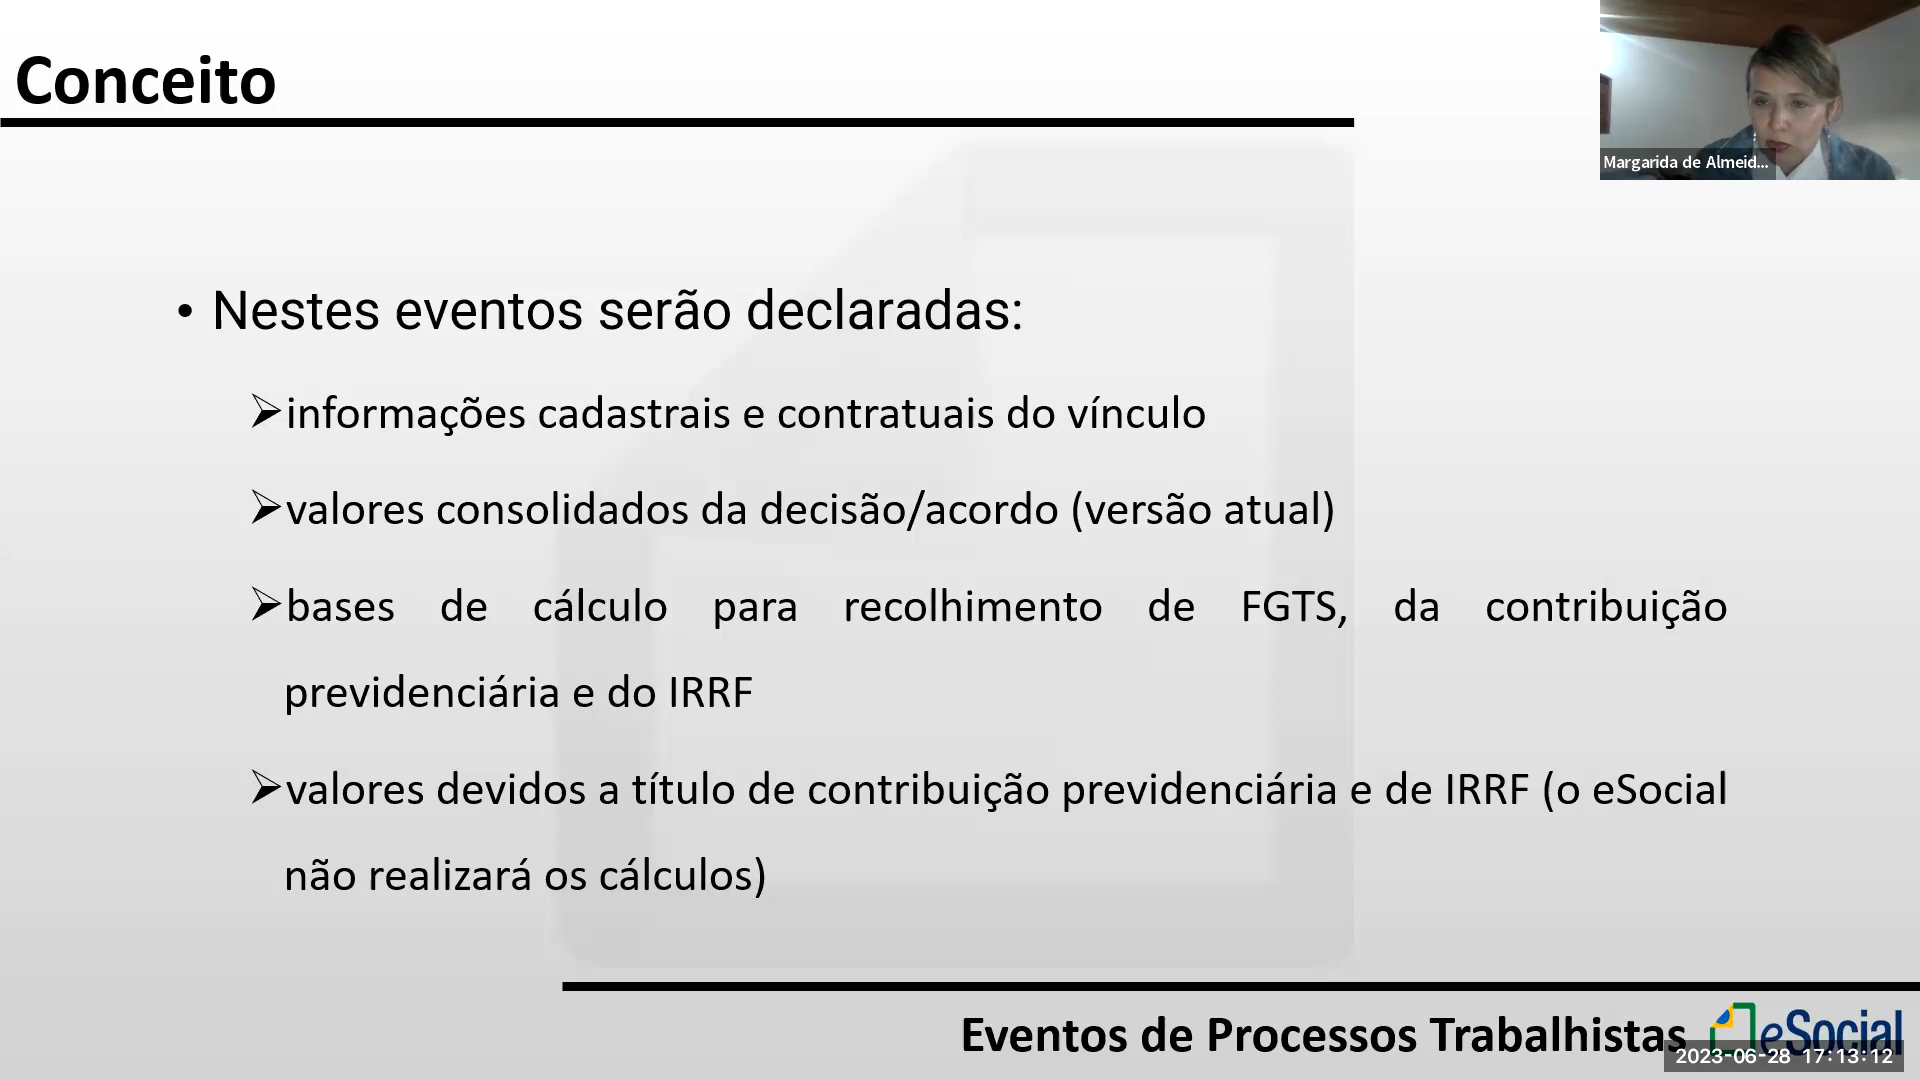 Conceito
Margarida de Almeid...
• Nestes eventos serão declaradas:
➢informações cadastrais e contratuais do vínculo
➢valores consolidados da decisão/acordo (versão atual)
➢bases de cálculo para recolhimento de FGTS, da contribuição
previdenciária e do IRRF
➢valores devidos a título de contribuição previdenciária e de IRRF (o eSocial
não realizará os cálculos)
Eventos de Processos Trabalhistas
eSocial
2023-06-28 17:13:12